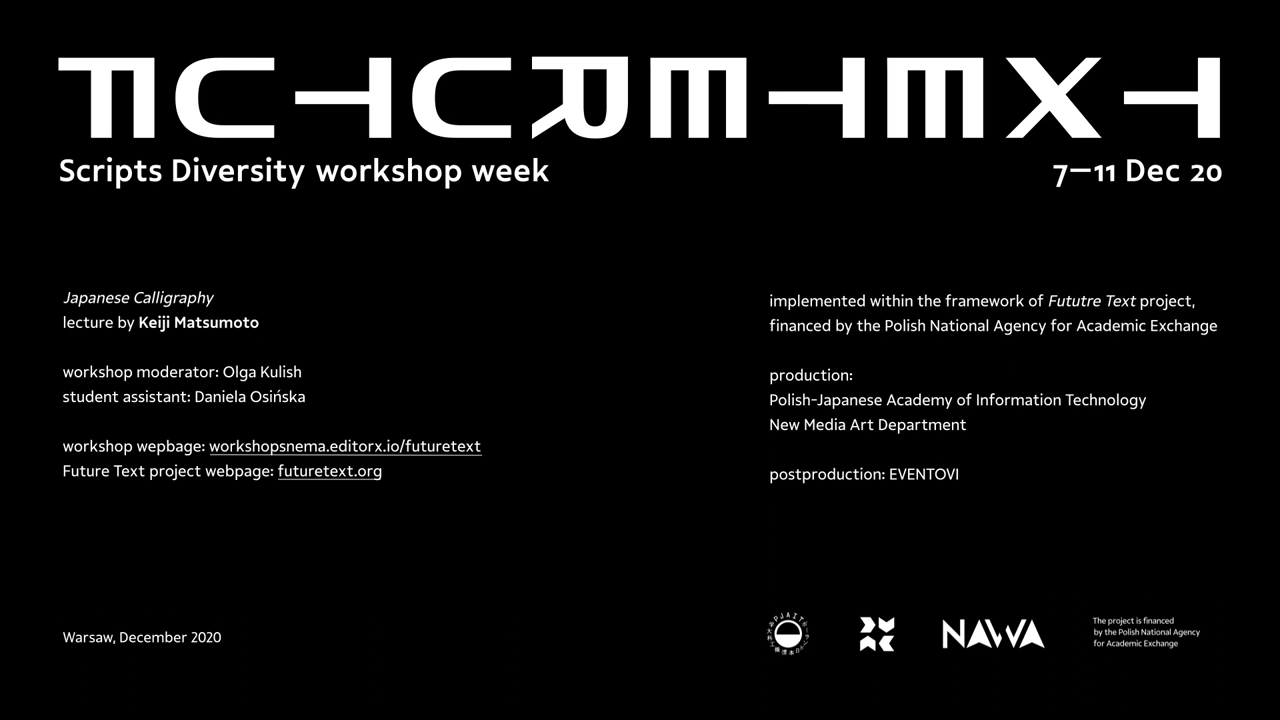 FUTURETEXT
Scripts Diversity workshop week
7—11 Dec 20
Japanese Calligraphy
lecture by Keiji Matsumoto
workshop moderator: Olga Kulish
student assistant: Daniela Osińska
workshop wepbage: workshopsnema.editorx.io/futuretext
Future Text project webpage: futuretext.org
implemented within the framework of Fututre Text project,
financed by the Polish National Agency for Academic Exchange
production:
Polish-Japanese Academy of Information Technology
New Media Art Department
postproduction: EVENTOVI
Warsaw, December 2020
PJAIT
NAWA
The project is financed
by the Polish National Agency
for Academic Exchange